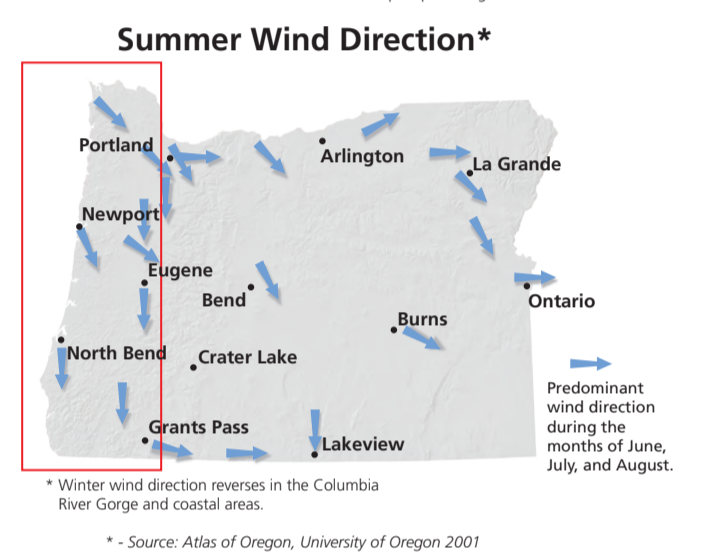 Summer Wind Direction*
Portland
Arlington
La Grande
Newport
Eugene
Bend
Ontario
Burns
North Bend
Crater Lake
Predominant
wind direction
during the
months of June,
July, and August.
Grants Pass
Lakeview
* Winter wind direction reverses in the Columbia
River Gorge and coastal areas.
* - Source: Atlas of Oregon, University of Oregon 2001